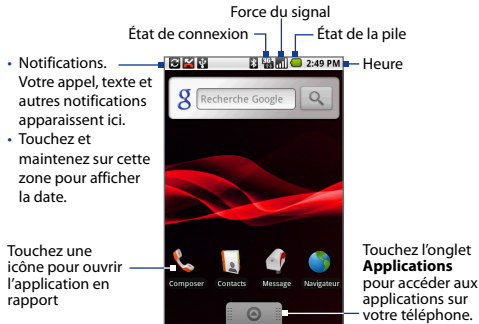 Force du signal
État de connexion
État de la pile
• Notifications.
Votre appel, texte et
autres notifications
apparaissent ici.
• Touchez et
maintenez sur cette
zone pour afficher
la date.
3G
2:49 PM
Heure
g
Recherche Google
Touchez une
icône pour ouvrir
l'application en
rapport
Composer
Contacts
Message
Navigateur
Touchez l'onglet
Applications
pour accéder aux
applications sur
votre téléphone.